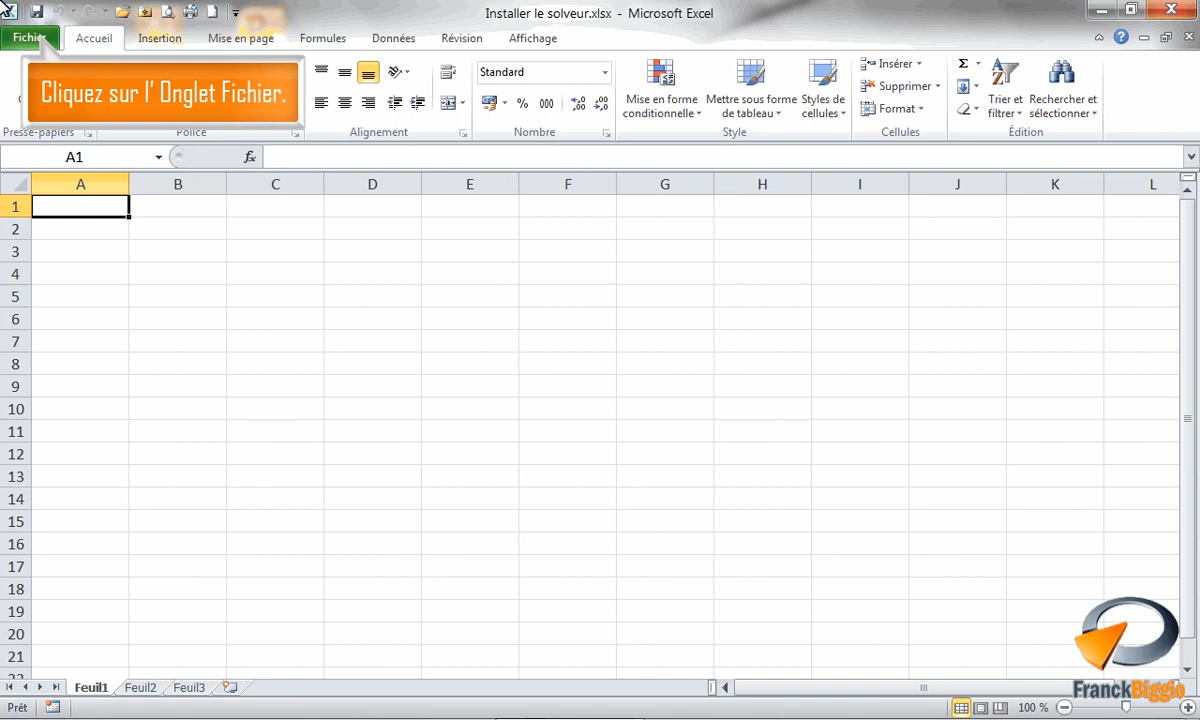 Installer le solveur.xlsx - Microsoft Excel
Fichier Accueil Insertion Mise en page Formules Données Révision Affichage
Cliquez sur l' Onglet Fichier.
Standard
% 000
Mise en forme conditionnelle
Mettre sous forme de tableau
Styles de cellules
Insérer
Supprimer
Format
Σ
Trier et filtrer
Rechercher et sélectionner
Presse-papiers Police Alignement Nombre Style Cellules Édition
A1 fx
A B C D E F G H I J K L
1
2
3
4
5
6
7
8
9
10
11
12
13
14
15
16
17
18
19
20
21
22
FranckBiggio
Feuil1 Feuil2 Feuil3
Prêt 100 %